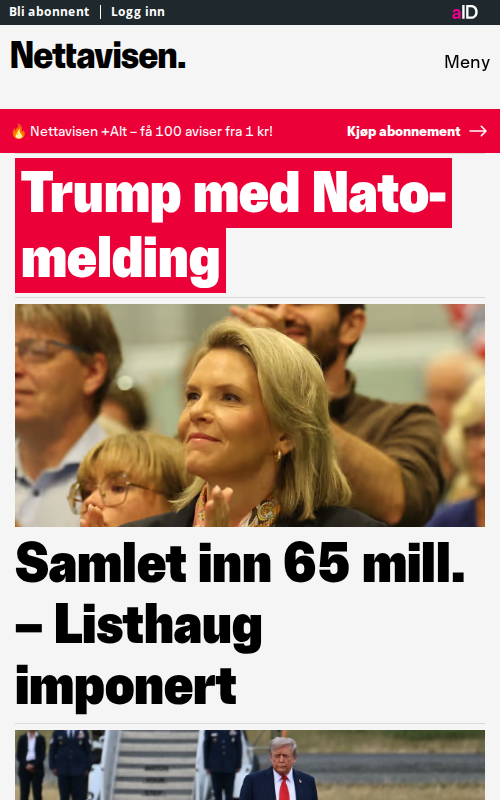 Bli abonnent
Logg inn
aID
Nettavisen.
Meny
🔥 Nettavisen +Alt – få 100 aviser fra 1 kr!
Kjøp abonnement →
Trump med Nato-
melding
Samlet inn 65 mill.
– Listhaug
imponert